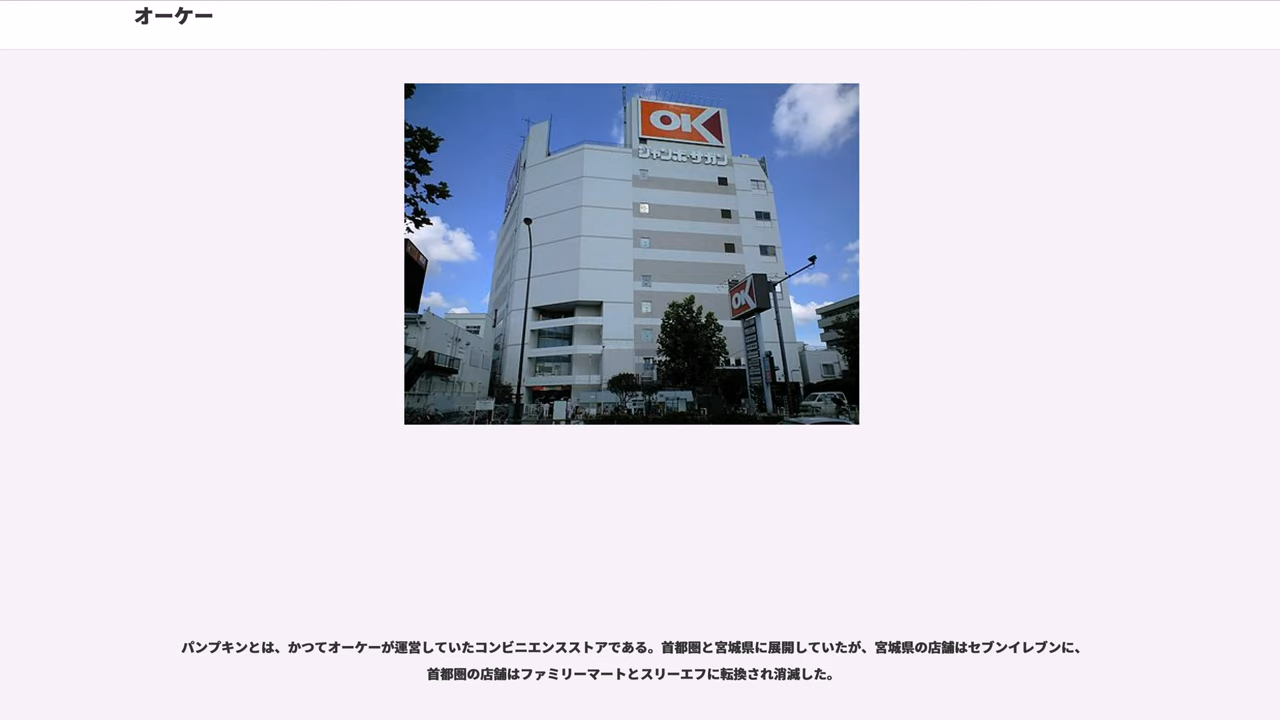 オーケー
OK
ジャンボサカン
OK
パンプキンとは、かつてオーケーが運営していたコンビニエンスストアである。首都圏と宮城県に展開していたが、宮城県の店舗はセブンイレブンに、
首都圏の店舗はファミリーマートとスリーエフに転換され消滅した。